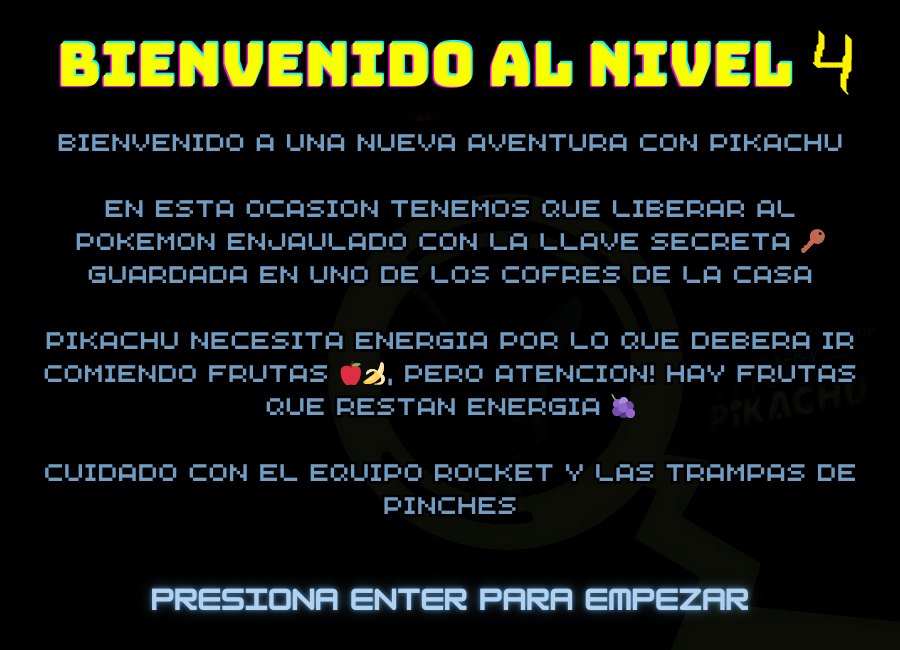 BIENVENIDO AL NIVEL 4
BIENVENIDO A UNA NUEVA AVENTURA CON PIKACHU
EN ESTA OCASION TENEMOS QUE LIBERAR AL
POKEMON ENJAULADO CON LA LLAVE SECRETA
GUARDADA EN UNO DE LOS COFRES DE LA CASA
PIKACHU NECESITA ENERGIA POR LO QUE DEBERA IR
COMIENDO FRUTAS 🍎🍌, PERO ATENCION! HAY FRUTAS
QUE RESTAN ENERGIA 🍇
CUIDADO CON EL EQUIPO ROCKET Y LAS TRAMPAS DE
PINCHES
PRESIONA ENTER PARA EMPEZAR
PIKACHU